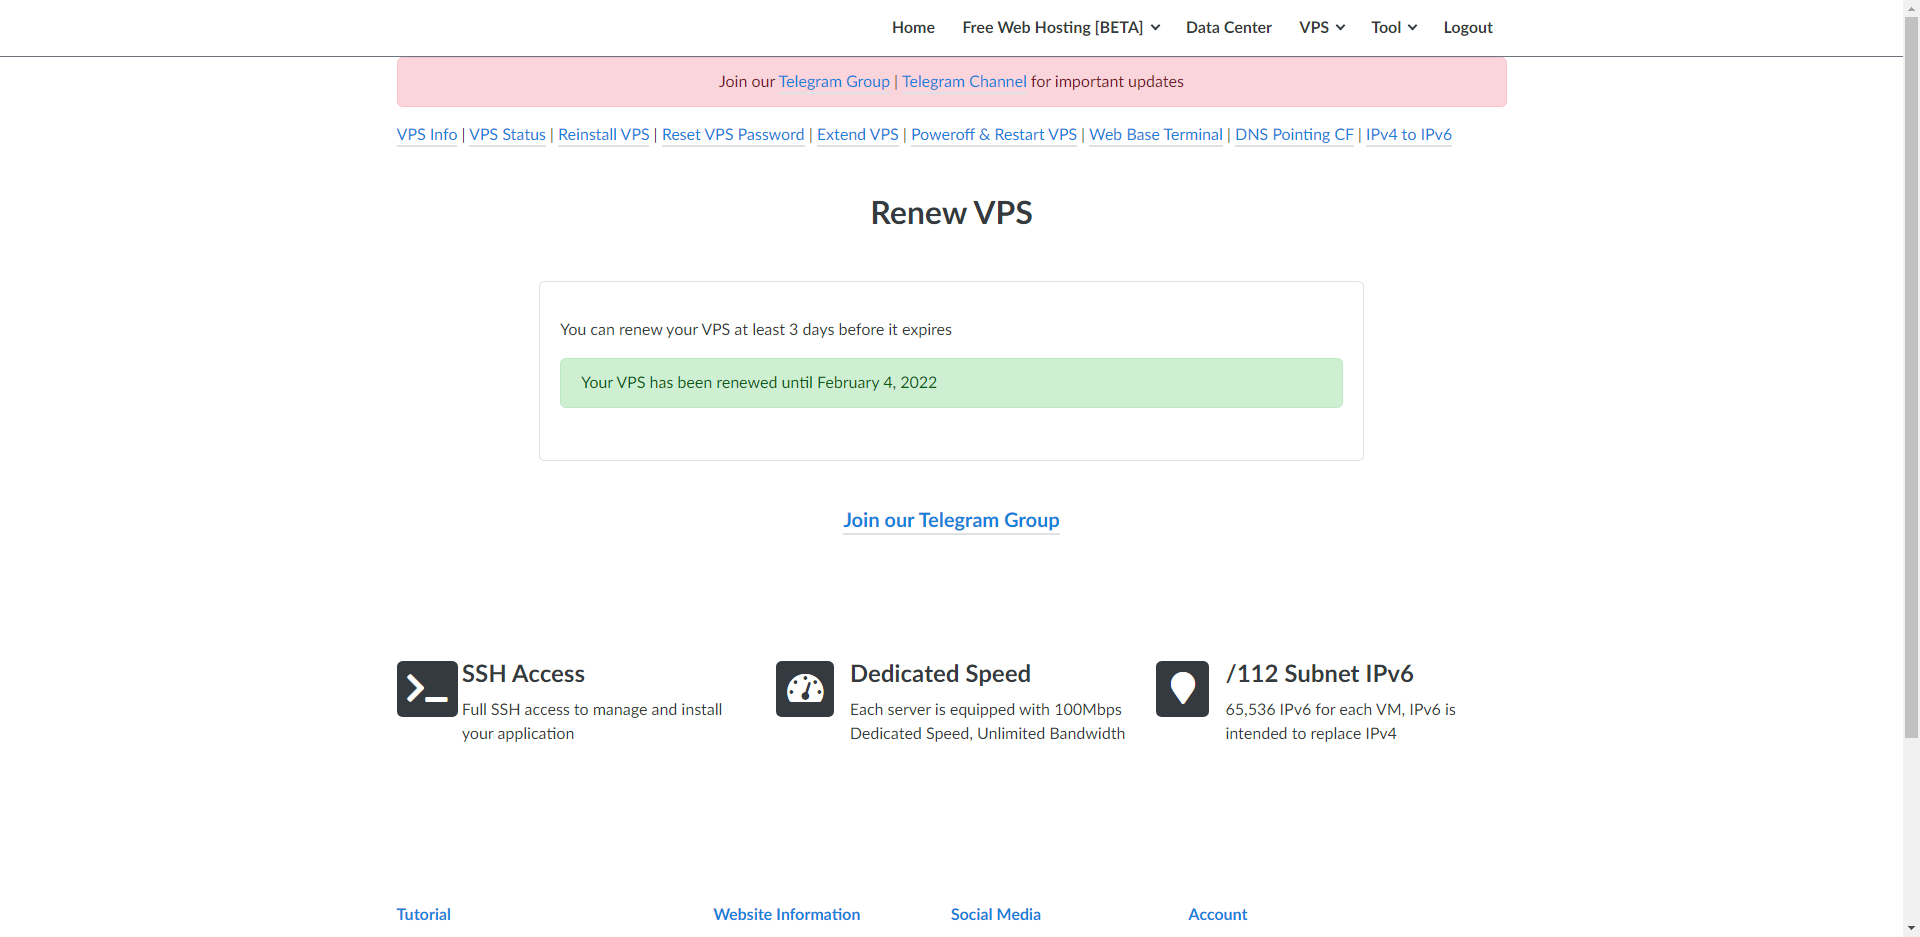 Home Free Web Hosting [BETA] Data Center VPS Tool Logout
Join our Telegram Group | Telegram Channel for important updates
VPS Info | VPS Status | Reinstall VPS | Reset VPS Password | Extend VPS | Poweroff & Restart VPS | Web Base Terminal | DNS Pointing CF | IPv4 to IPv6
Renew VPS
You can renew your VPS at least 3 days before it expires
Your VPS has been renewed until February 4, 2022
Join our Telegram Group
SSH Access
Full SSH access to manage and install
your application
Dedicated Speed
Each server is equipped with 100Mbps
Dedicated Speed, Unlimited Bandwidth
/112 Subnet IPv6
65,536 IPv6 for each VM, IPv6 is
intended to replace IPv4
Tutorial Website Information Social Media Account